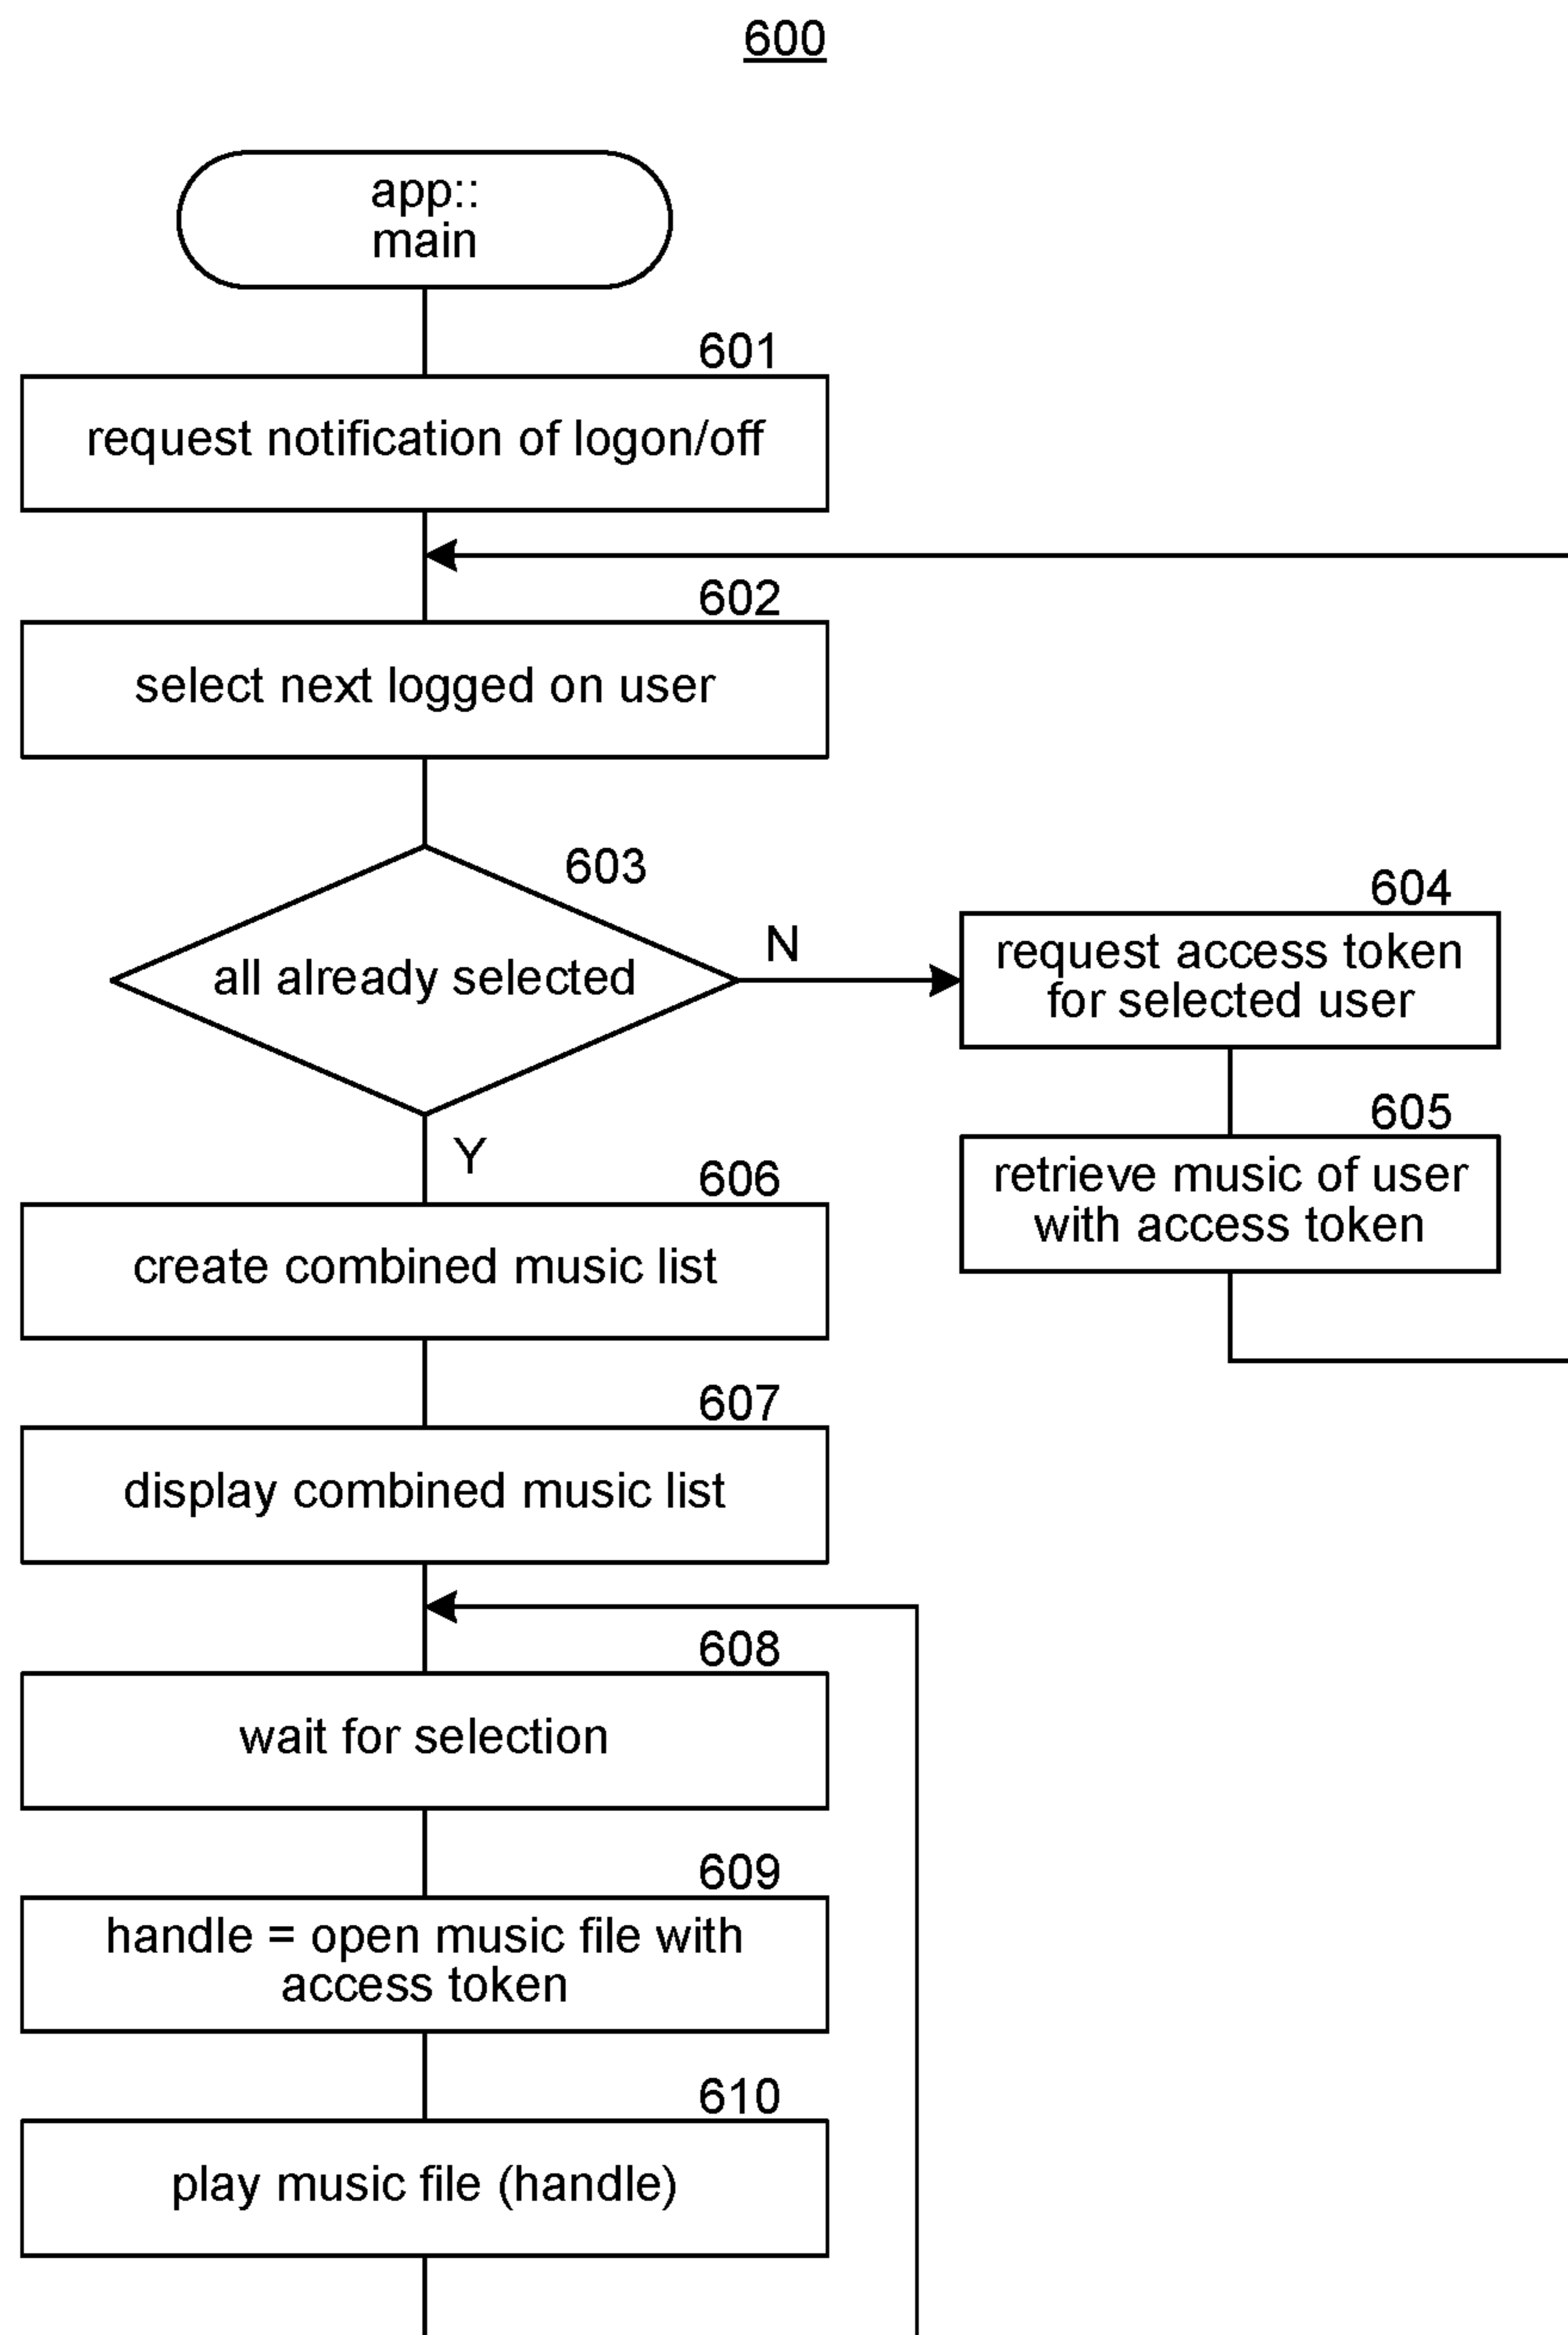 600
app::
main
601
request notification of logon/off
602
select next logged on user
603
all already selected
N
604
request access token
for selected user
605
retrieve music of user
with access token
Y
606
create combined music list
607
display combined music list
608
wait for selection
609
handle = open music file with
access token
610
play music file (handle)